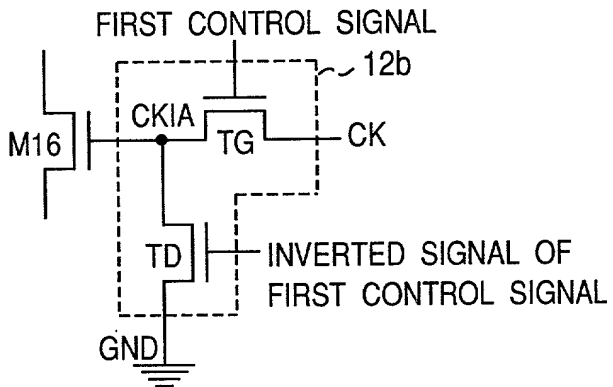 FIRST CONTROL SIGNAL
12b
CKIA
M16
TG
CK
TD
INVERTED SIGNAL OF
FIRST CONTROL SIGNAL
GND